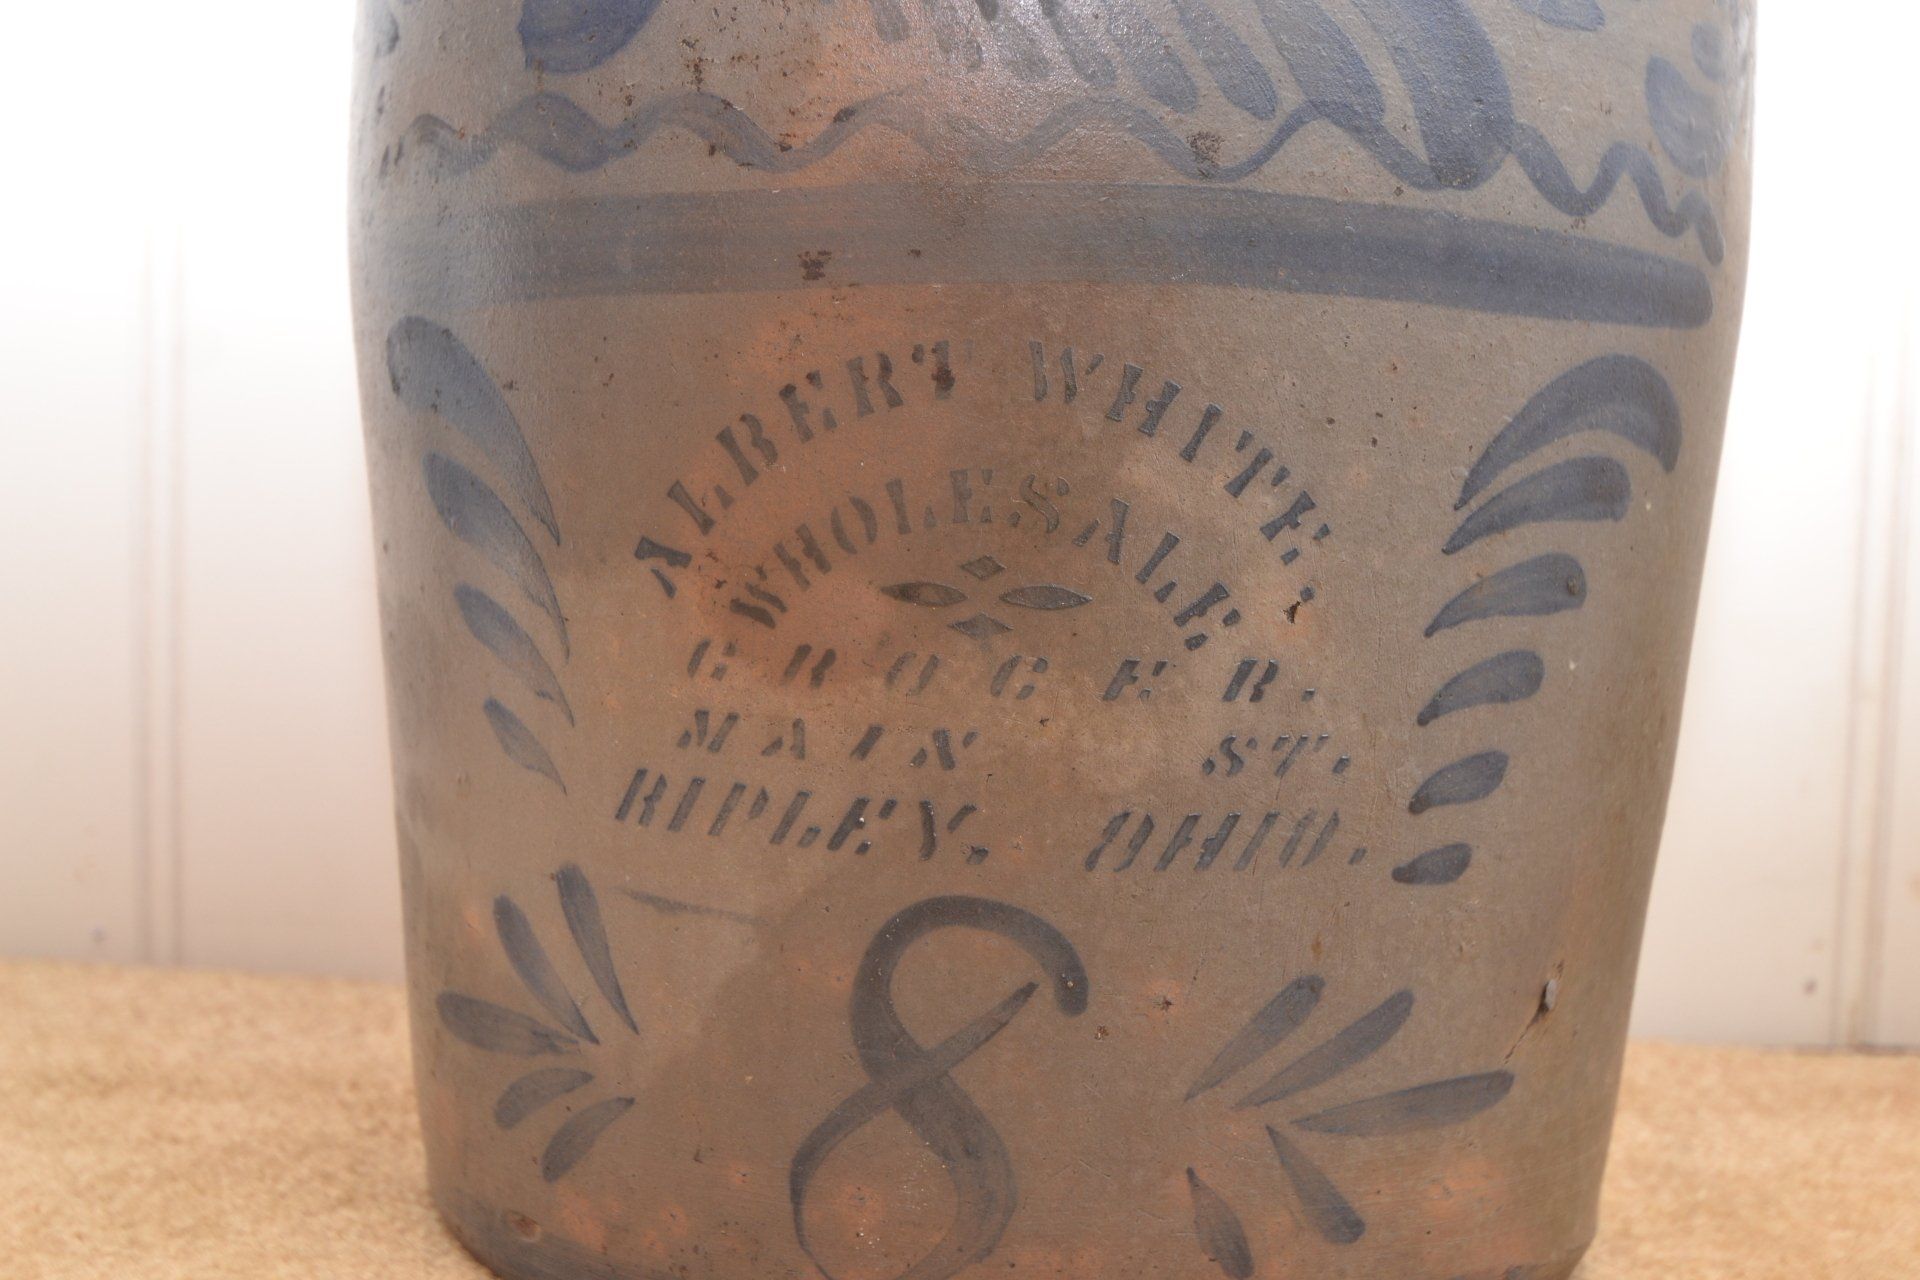 ALBERT WHITE.
WHOLESALE
GROCER.
MAIN ST.
RIPLEY. OHIO.
8